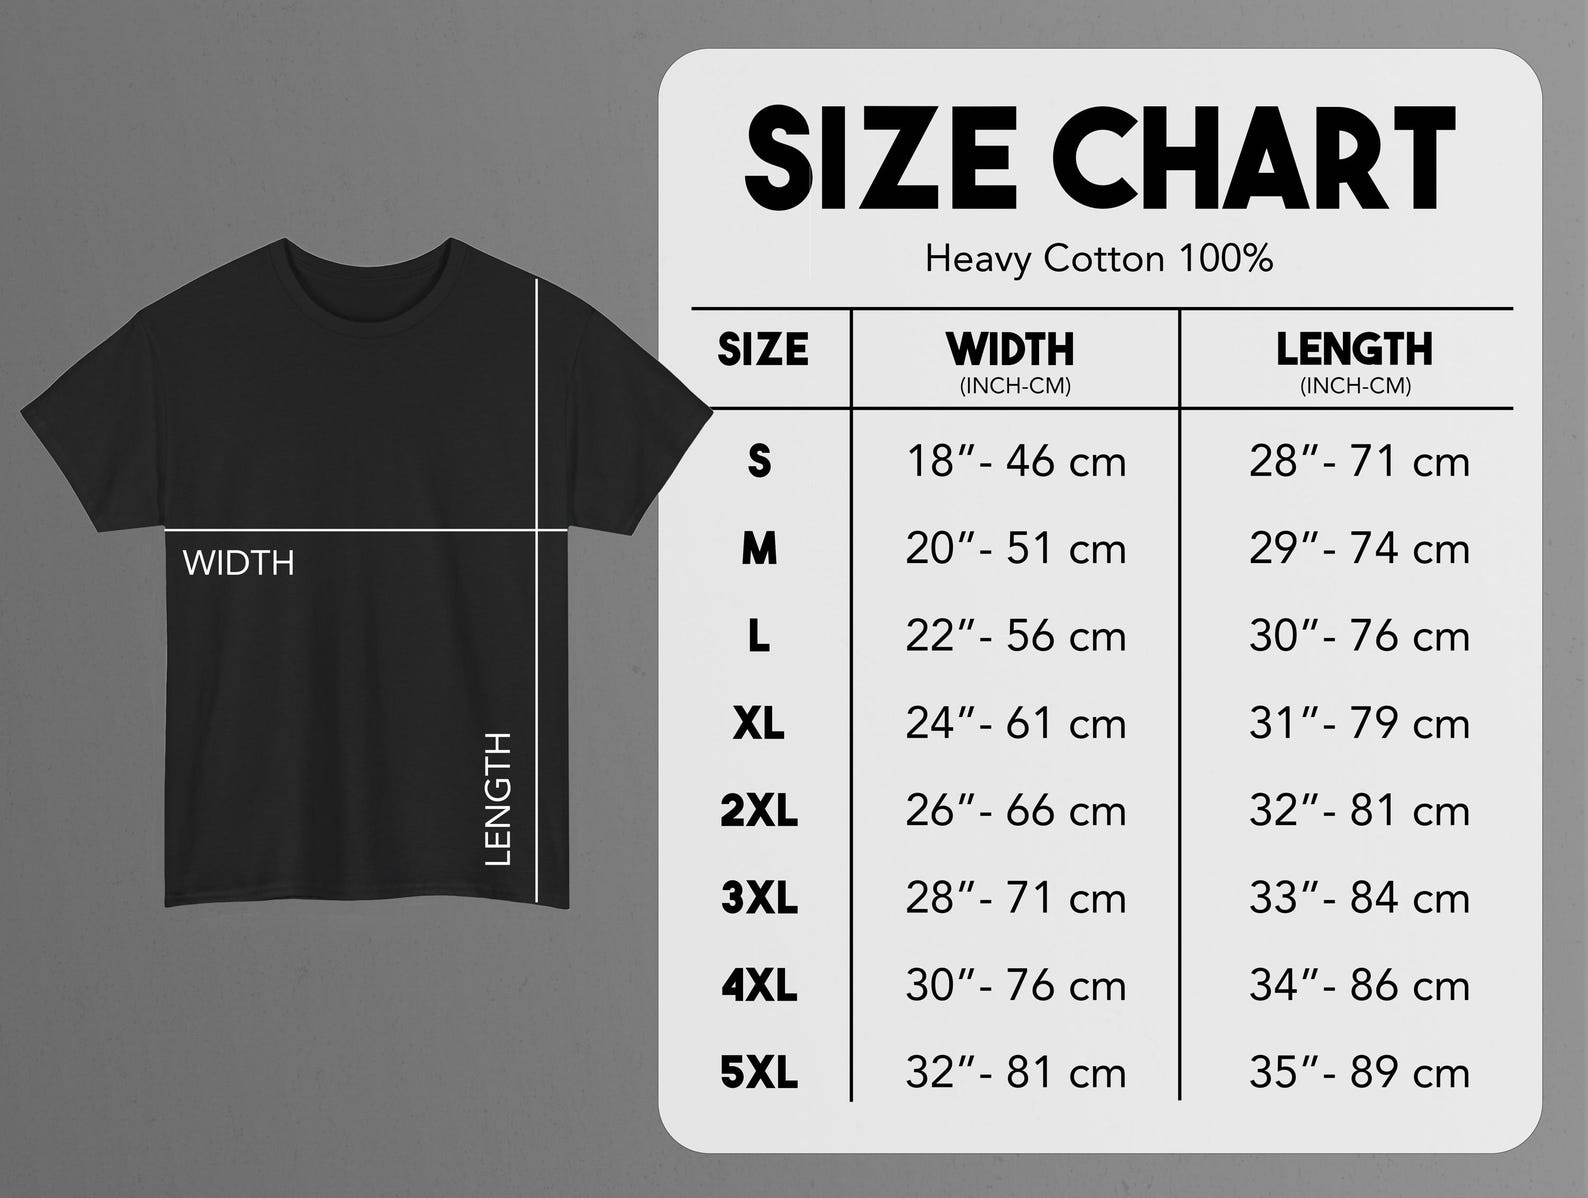 SIZE CHART
Heavy Cotton 100%
SIZE WIDTH LENGTH
(INCH-CM) (INCH-CM)
S 18”- 46 cm 28”- 71 cm
M 20”- 51 cm 29”- 74 cm
L 22”- 56 cm 30”- 76 cm
XL 24”- 61 cm 31”- 79 cm
2XL 26”- 66 cm 32”- 81 cm
3XL 28”- 71 cm 33”- 84 cm
4XL 30”- 76 cm 34”- 86 cm
5XL 32”- 81 cm 35”- 89 cm
WIDTH
LENGTH